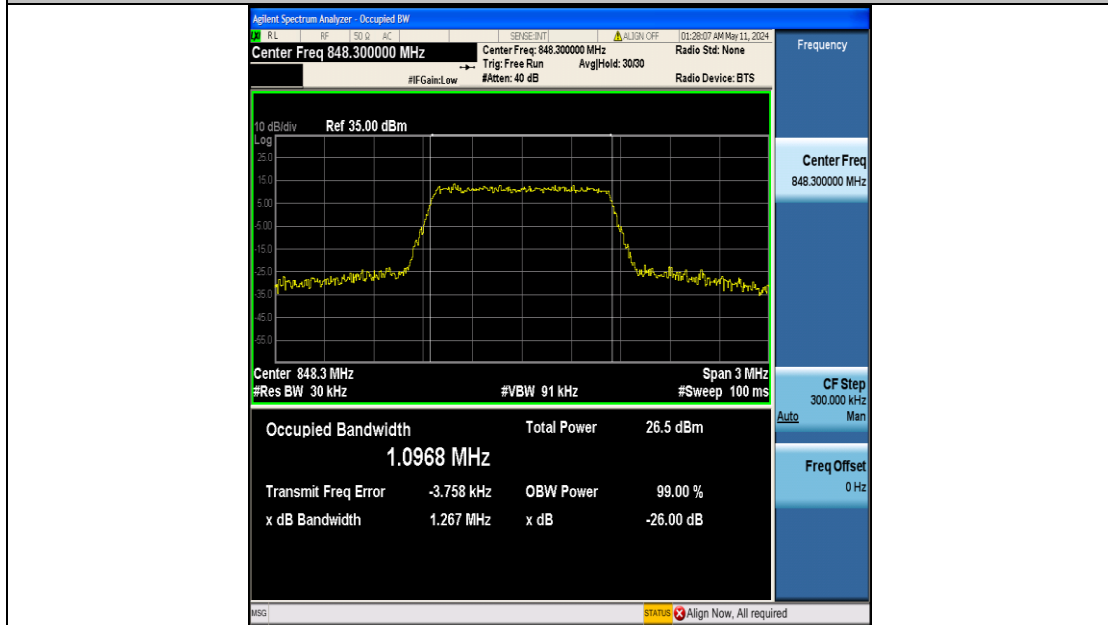 Agilent Spectrum Analyzer - Occupied BW
RL RF 50 Ω AC SENSE:INT ALIGN OFF 01:28:07 AM May 11, 2024
Center Freq 848.300000 MHz
Center Freq: 848.300000 MHz Radio Std: None
Trig: Free Run Avg|Hold: 30/30
#IFGain:Low #Atten: 40 dB Radio Device: BTS
10 dB/div Ref 35.00 dBm
Log
25.0
15.0
5.00
-5.00
-15.0
-25.0
-35.0
-45.0
-55.0
Center 848.3 MHz Span 3 MHz
#Res BW 30 kHz #VBW 91 kHz #Sweep 100 ms
Occupied Bandwidth Total Power 26.5 dBm
1.0968 MHz
Transmit Freq Error -3.758 kHz OBW Power 99.00 %
x dB Bandwidth 1.267 MHz x dB -26.00 dB
MSG STATUS Align Now, All required
Frequency
Center Freq
848.300000 MHz
CF Step
300.000 kHz
Auto Man
Freq Offset
0 Hz